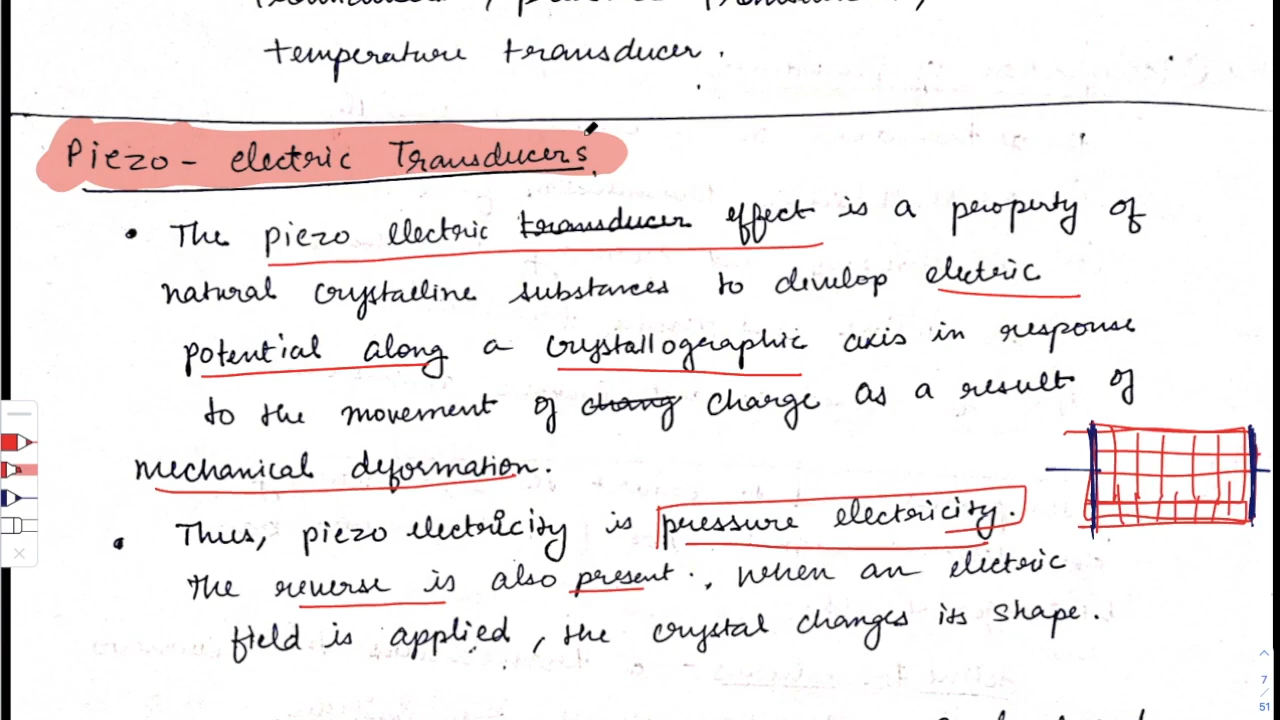 temperature transducer.
Piezo - electric Transducers
• The piezo electric transducer effect is a property of
natural crystalline substances to develop electric
potential along a crystallographic axis in response
to the movement of chang charge as a result of
mechanical deformation.
• Thus, piezo electricity is pressure electricity.
The reverse is also present., When an electric
field is applied, the crystal changes its shape.
7
/
51